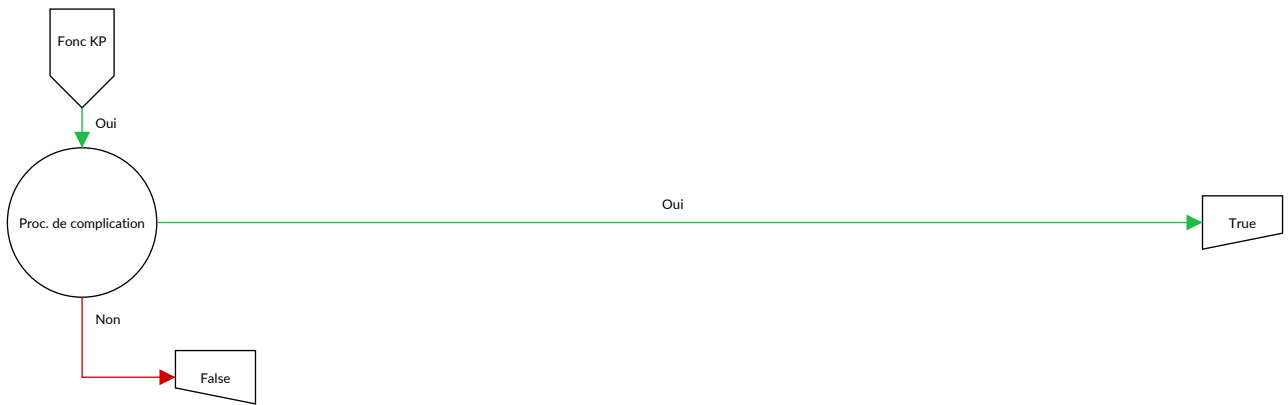 Fonc KP
Oui
Oui
Proc. de complication
True
Non
False